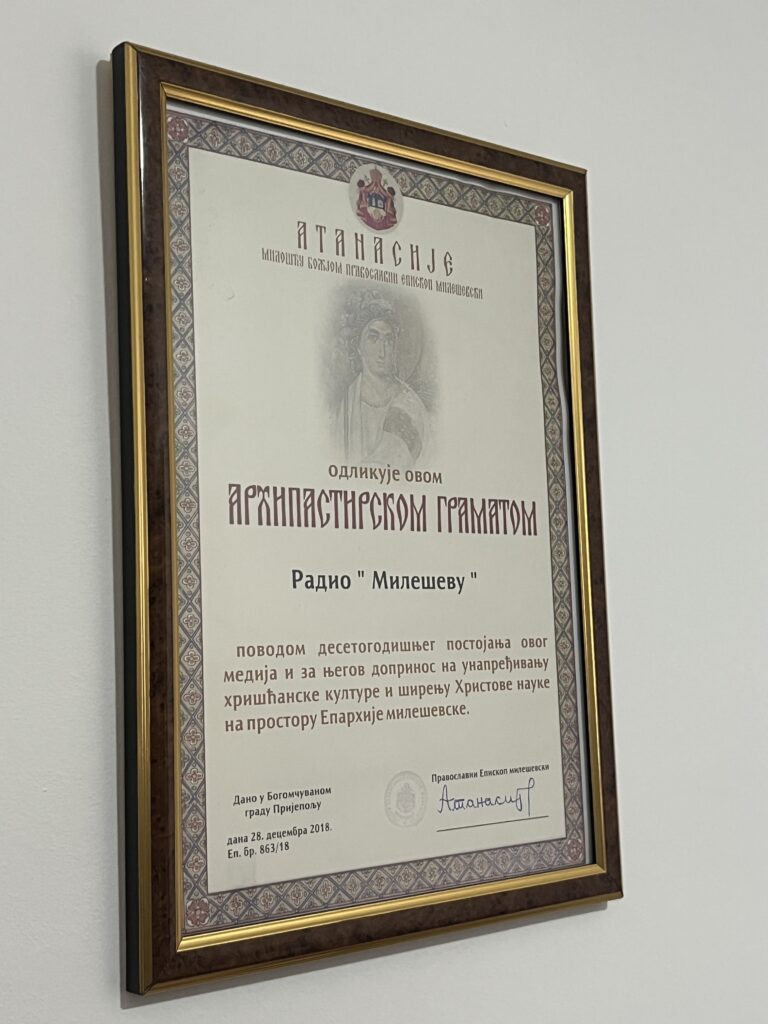 АТАНАСИЈЕ
МИЛОШЋУ БОЖЈОМ ПРАВОСЛАВНИ ЕПИСКОП МИЛЕШЕВСКИ
одликује овом
АРХИПАСТИРСКОМ ГРАМАТОМ
Радио " Милешеву "
поводом десетогодишњег постојања овог
медија и за његов допринос на унапређивању
хришћанске културе и ширењу Христове науке
на простору Епархије милешевске.
Православни Епископ милешевски
Атанасије
Дано у Богомчуваном
граду Пријепољу
дана 28. децембра 2018.
Еп. бр. 863/18